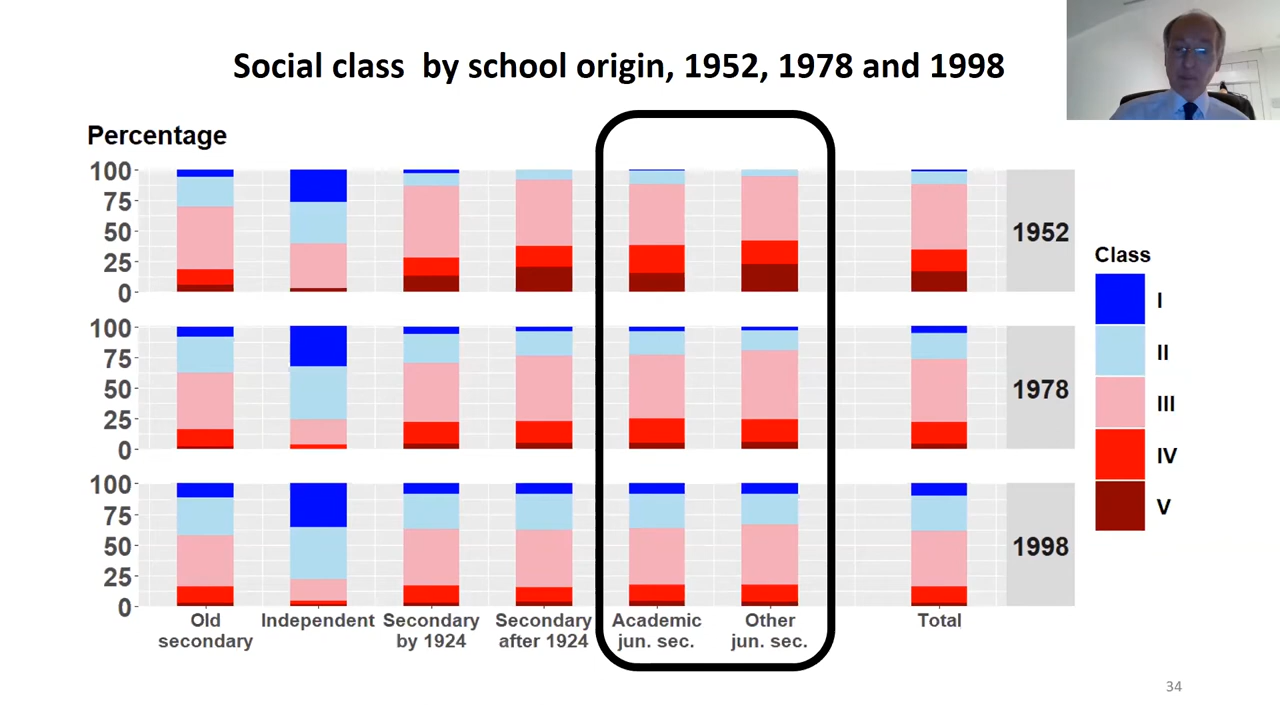 Social class  by school origin, 1952, 1978 and 1998
Percentage
100
75
50
25
0
1952
100
75
50
25
0
1978
100
75
50
25
0
1998
Old secondary
Independent
Secondary by 1924
Secondary after 1924
Academic jun. sec.
Other jun. sec.
Total
Class
I
II
III
IV
V
34